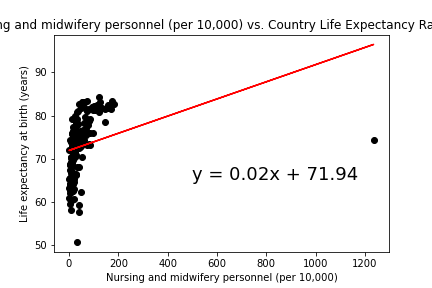 ng and midwifery personnel (per 10,000) vs. Country Life Expectancy Ra
90
80
70
60
50
Life expectancy at birth (years)
y = 0.02x + 71.94
0 200 400 600 800 1000 1200
Nursing and midwifery personnel (per 10,000)